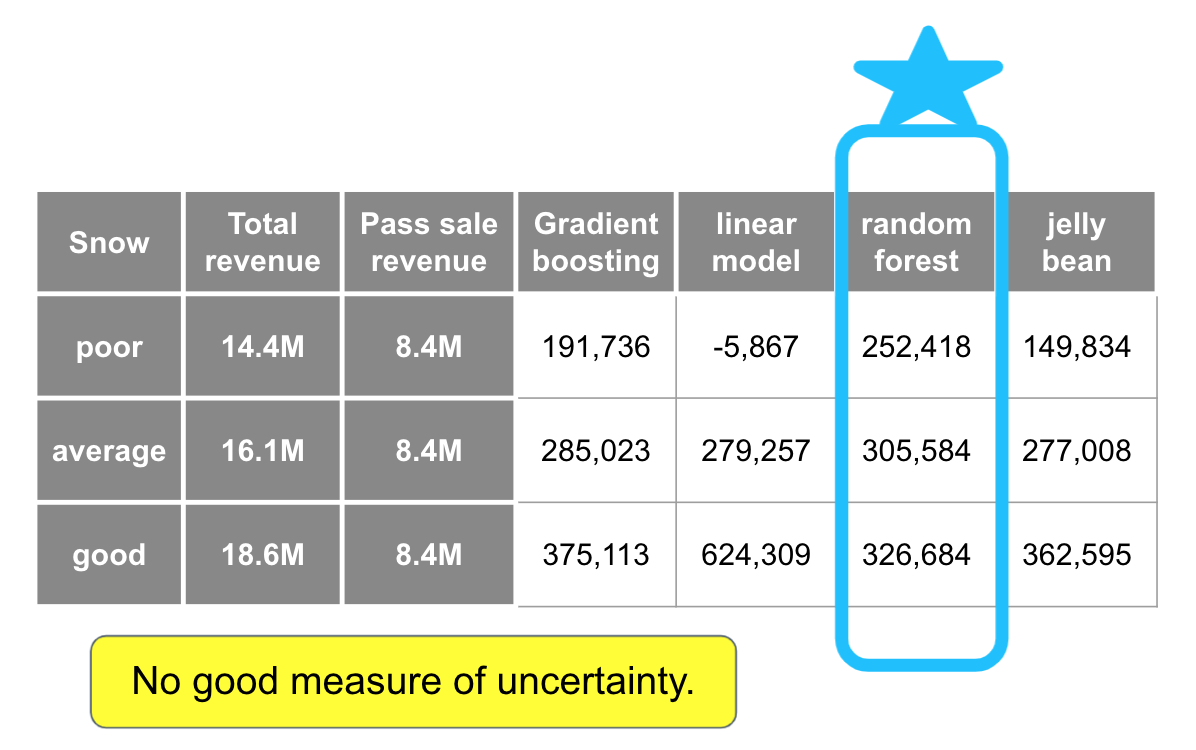 Snow Total revenue Pass sale revenue Gradient boosting linear model random forest jelly bean
poor 14.4M 8.4M 191,736 -5,867 252,418 149,834
average 16.1M 8.4M 285,023 279,257 305,584 277,008
good 18.6M 8.4M 375,113 624,309 326,684 362,595
No good measure of uncertainty.